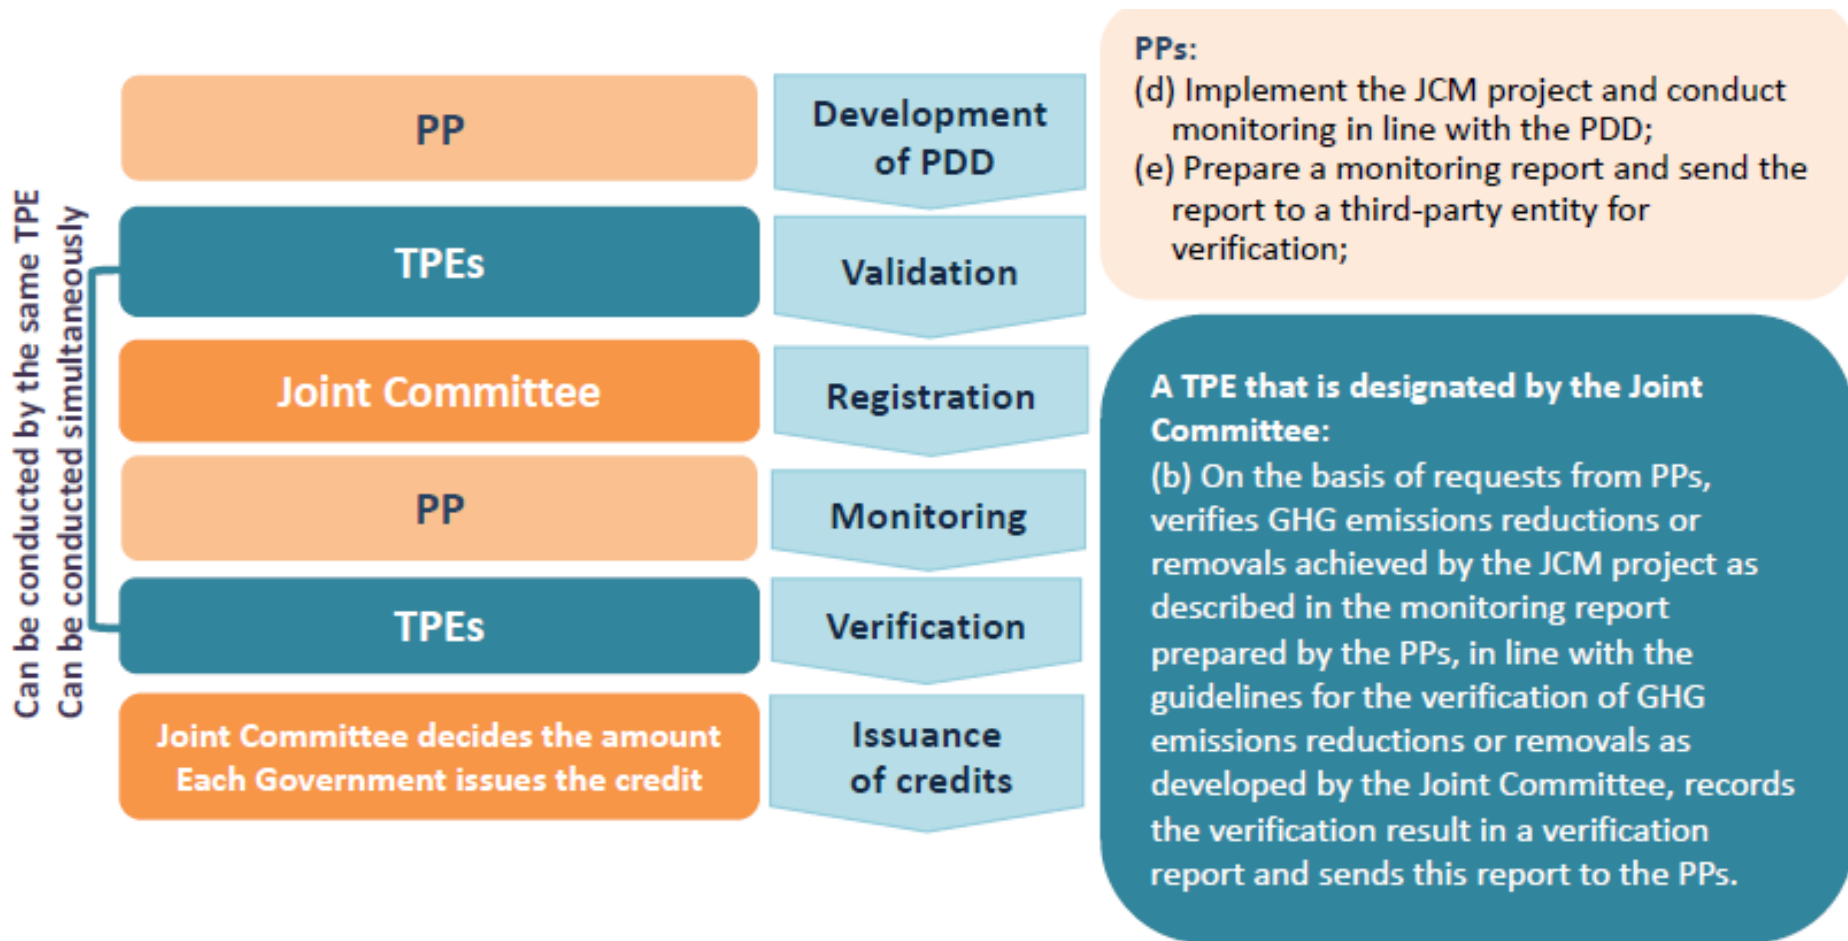 Can be conducted by the same TPE
Can be conducted simultaneously
PP
Development
of PDD
TPEs
Validation
Joint Committee
Registration
PP
Monitoring
TPEs
Verification
Joint Committee decides the amount
Each Government issues the credit
Issuance
of credits
PPs:
(d) Implement the JCM project and conduct
monitoring in line with the PDD;
(e) Prepare a monitoring report and send the
report to a third-party entity for
verification;
A TPE that is designated by the Joint
Committee:
(b) On the basis of requests from PPs,
verifies GHG emissions reductions or
removals achieved by the JCM project as
described in the monitoring report
prepared by the PPs, in line with the
guidelines for the verification of GHG
emissions reductions or removals as
developed by the Joint Committee, records
the verification result in a verification
report and sends this report to the PPs.